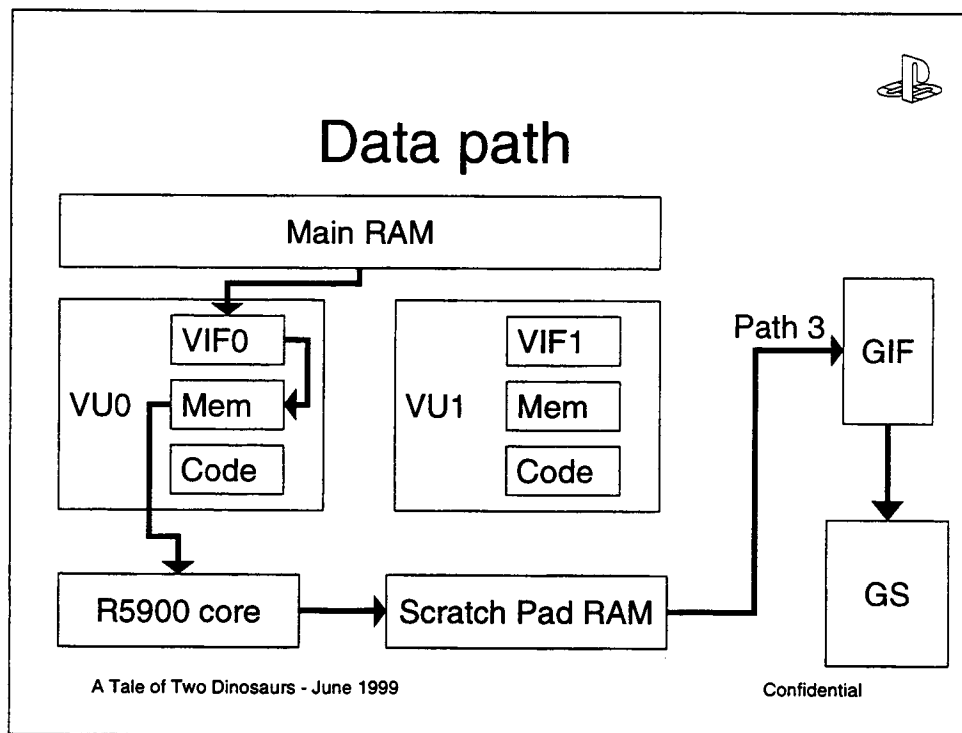 Data path
Main RAM
VIF0
VU0
Mem
Code
VIF1
VU1
Mem
Code
Path 3
GIF
GS
R5900 core
Scratch Pad RAM
A Tale of Two Dinosaurs - June 1999
Confidential